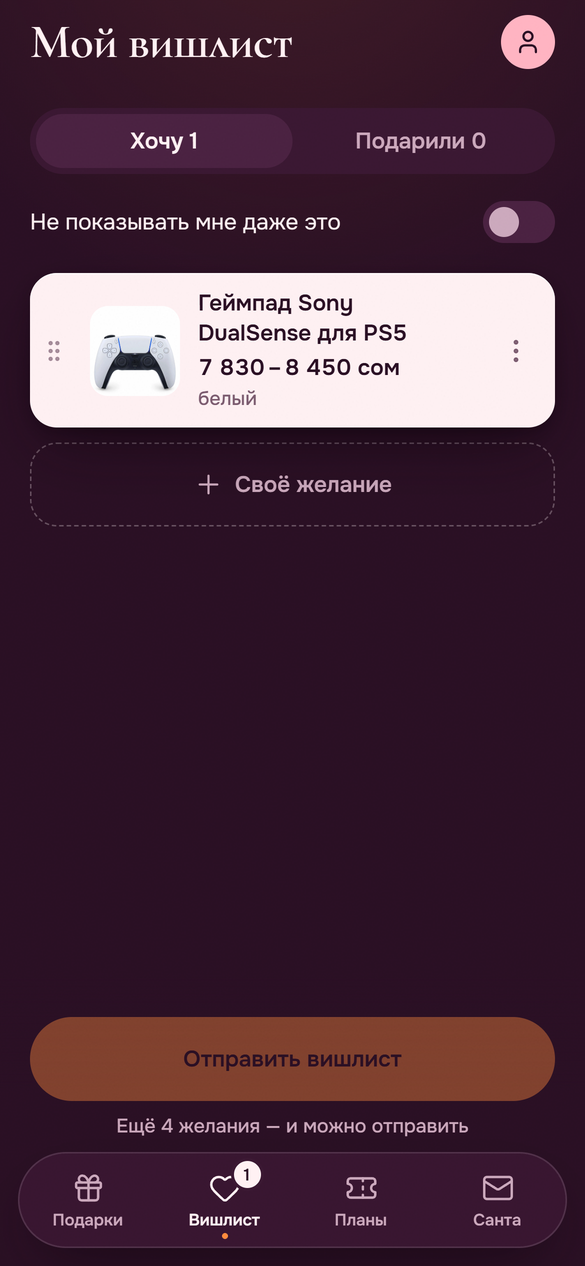 Мой вишлист
Хочу 1
Подарили 0
Не показывать мне даже это
Геймпад Sony
DualSense для PS5
7 830 – 8 450 сом
белый
Своё желание
Отправить вишлист
Ещё 4 желания — и можно отправить
1
Подарки
Вишлист
Планы
Санта